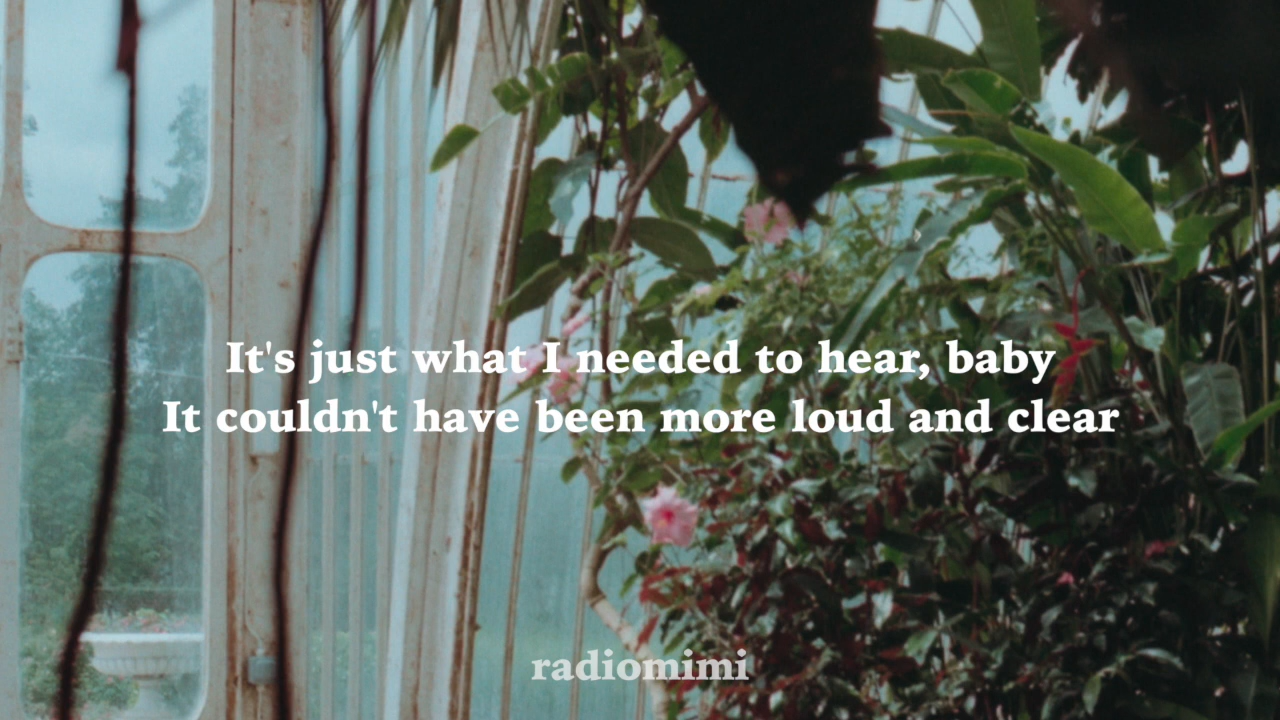 It's just what I needed to hear, baby
It couldn't have been more loud and clear
radiomimi